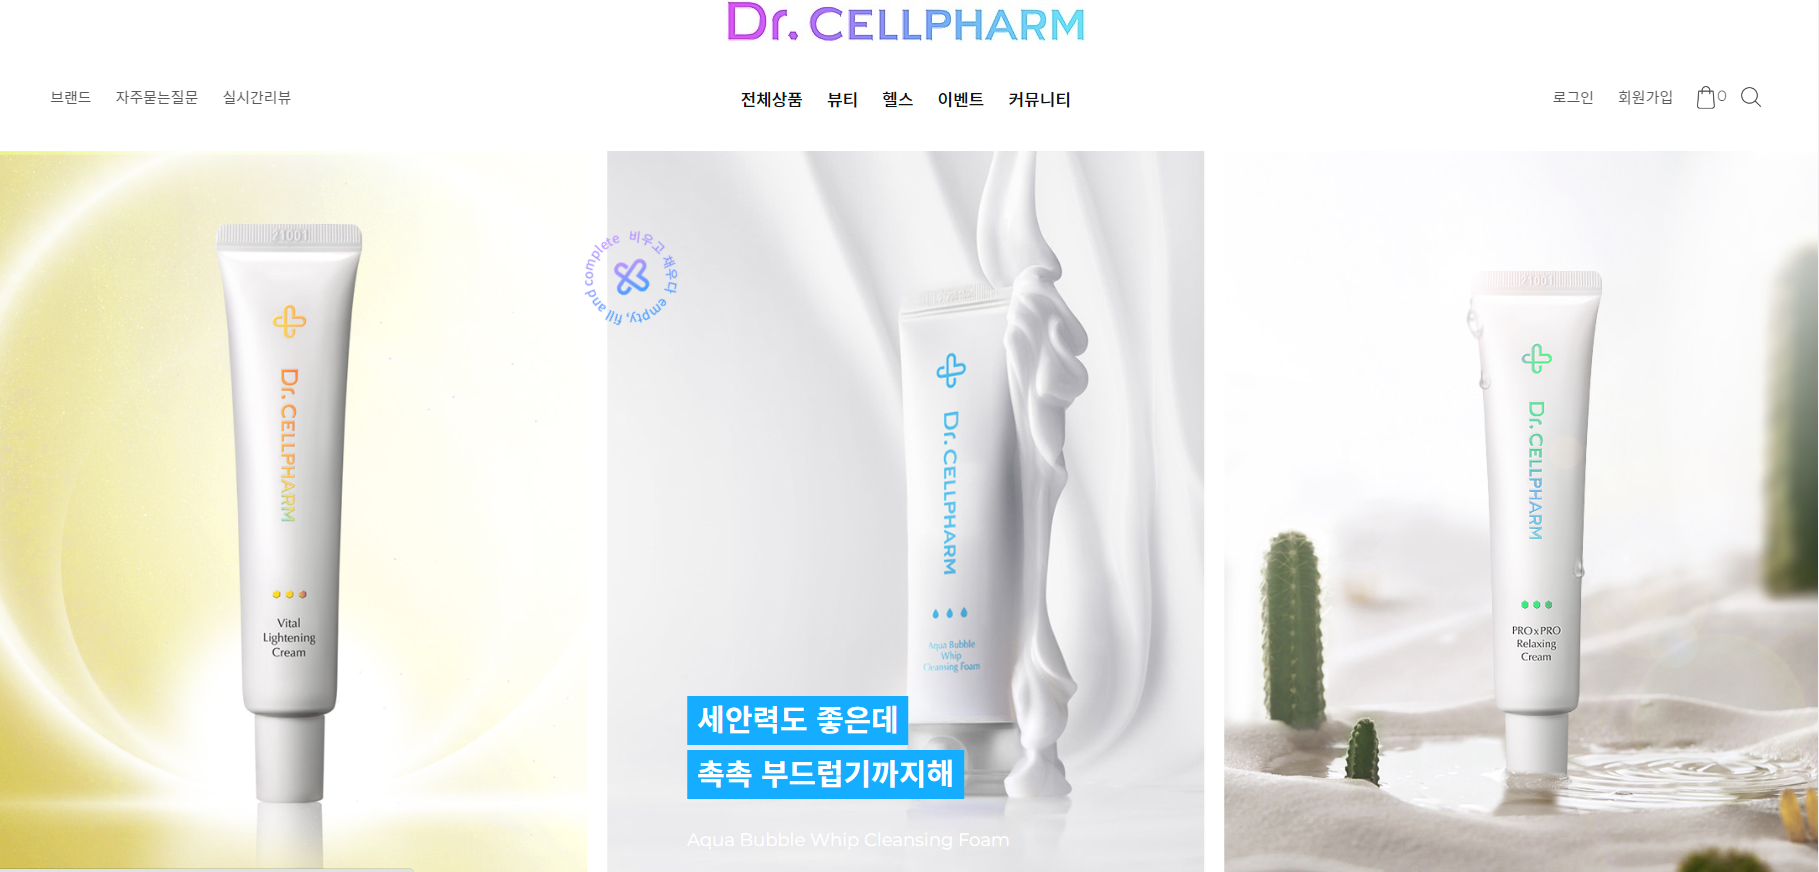 Dr. CELLPHARM
브랜드 자주묻는질문 실시간리뷰
전체상품 뷰티 헬스 이벤트 커뮤니티
로그인 회원가입 0
21001
Dr. CELLPHARM
Vital
Lightening
Cream
비우고 채우다 empty, fill and complete
Dr. CELLPHARM
Aqua Bubble
Whip
Cleansing Foam
세안력도 좋은데
촉촉 부드럽기까지해
Aqua Bubble Whip Cleansing Foam
21001
Dr. CELLPHARM
PRO x PRO
Relaxing
Cream